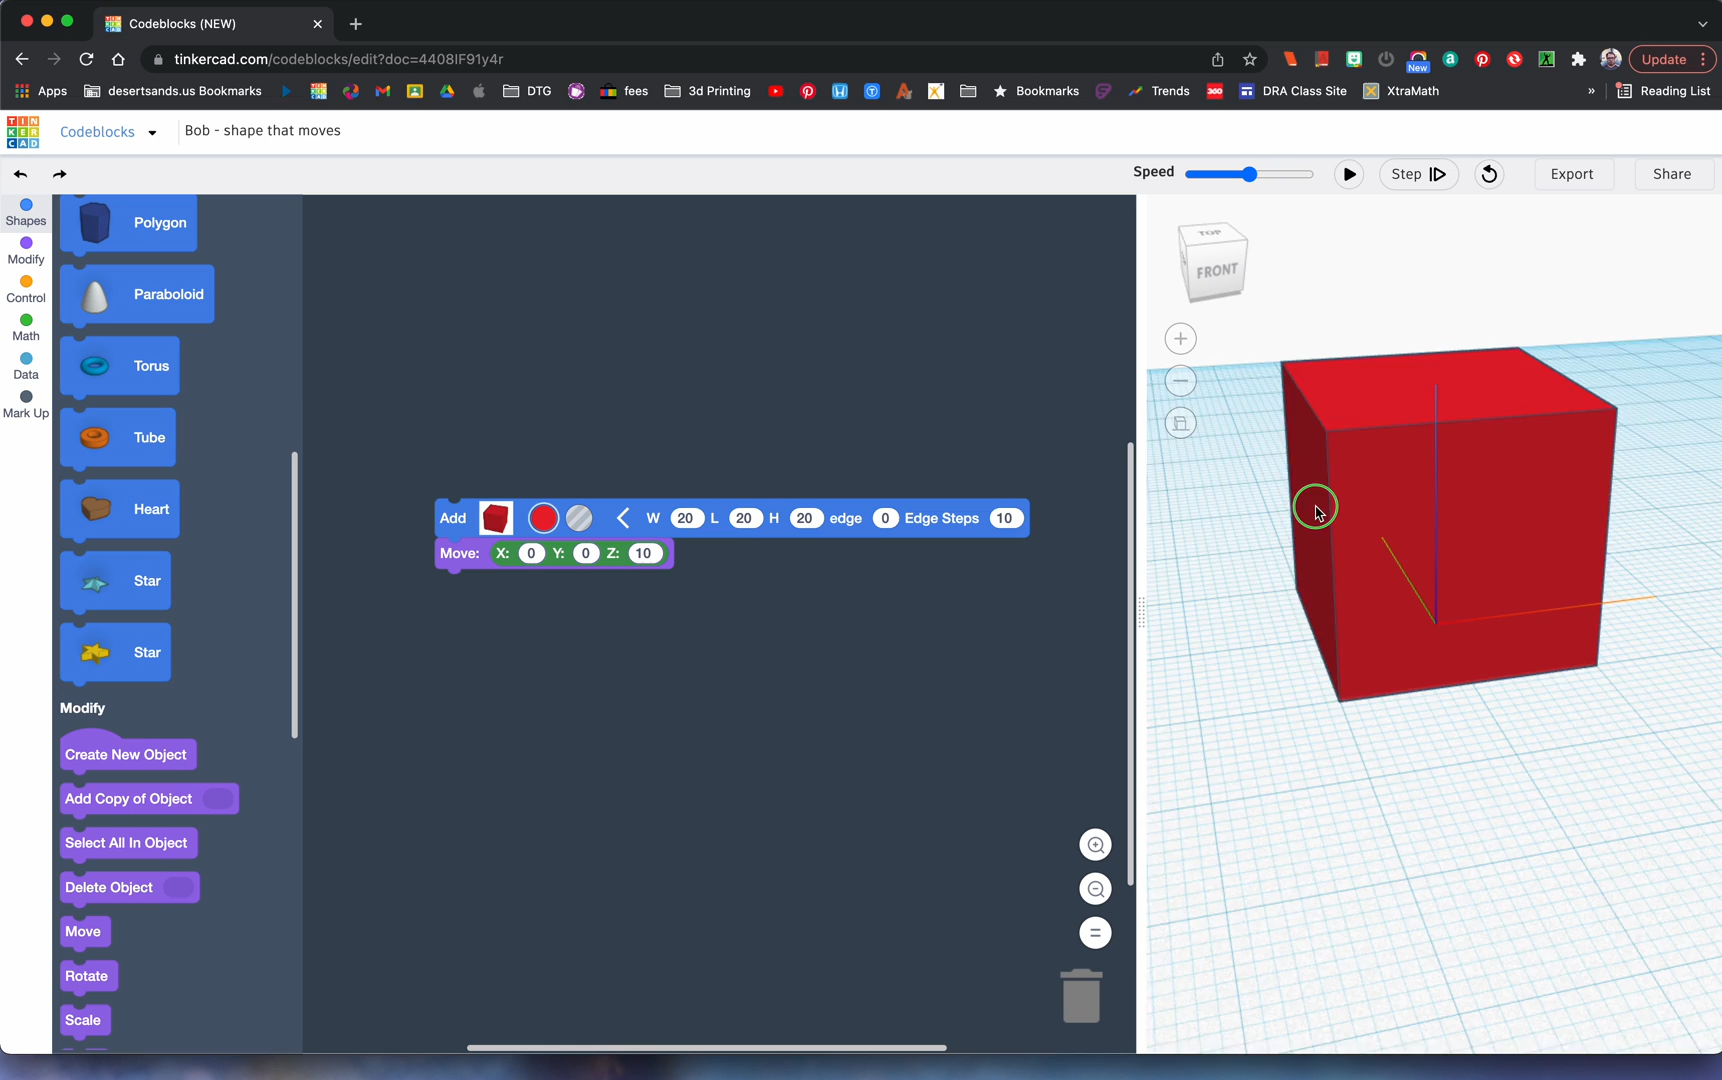 Codeblocks (NEW)
tinkercad.com/codeblocks/edit?doc=4408IF91y4r
New
Update
Apps
desertsands.us Bookmarks
DTG
fees
3d Printing
Bookmarks
Trends
360
DRA Class Site
XtraMath
»
Reading List
TIN
KER
CAD
Codeblocks
Bob - shape that moves
Speed
Step
Export
Share
Shapes
Modify
Control
Math
Data
Mark Up
Polygon
Paraboloid
Torus
Tube
Heart
Star
Star
Modify
Create New Object
Add Copy of Object
Select All In Object
Delete Object
Move
Rotate
Scale
Add W 20 L 20 H 20 edge 0 Edge Steps 10
Move: X: 0 Y: 0 Z: 10
TOP
FRONT